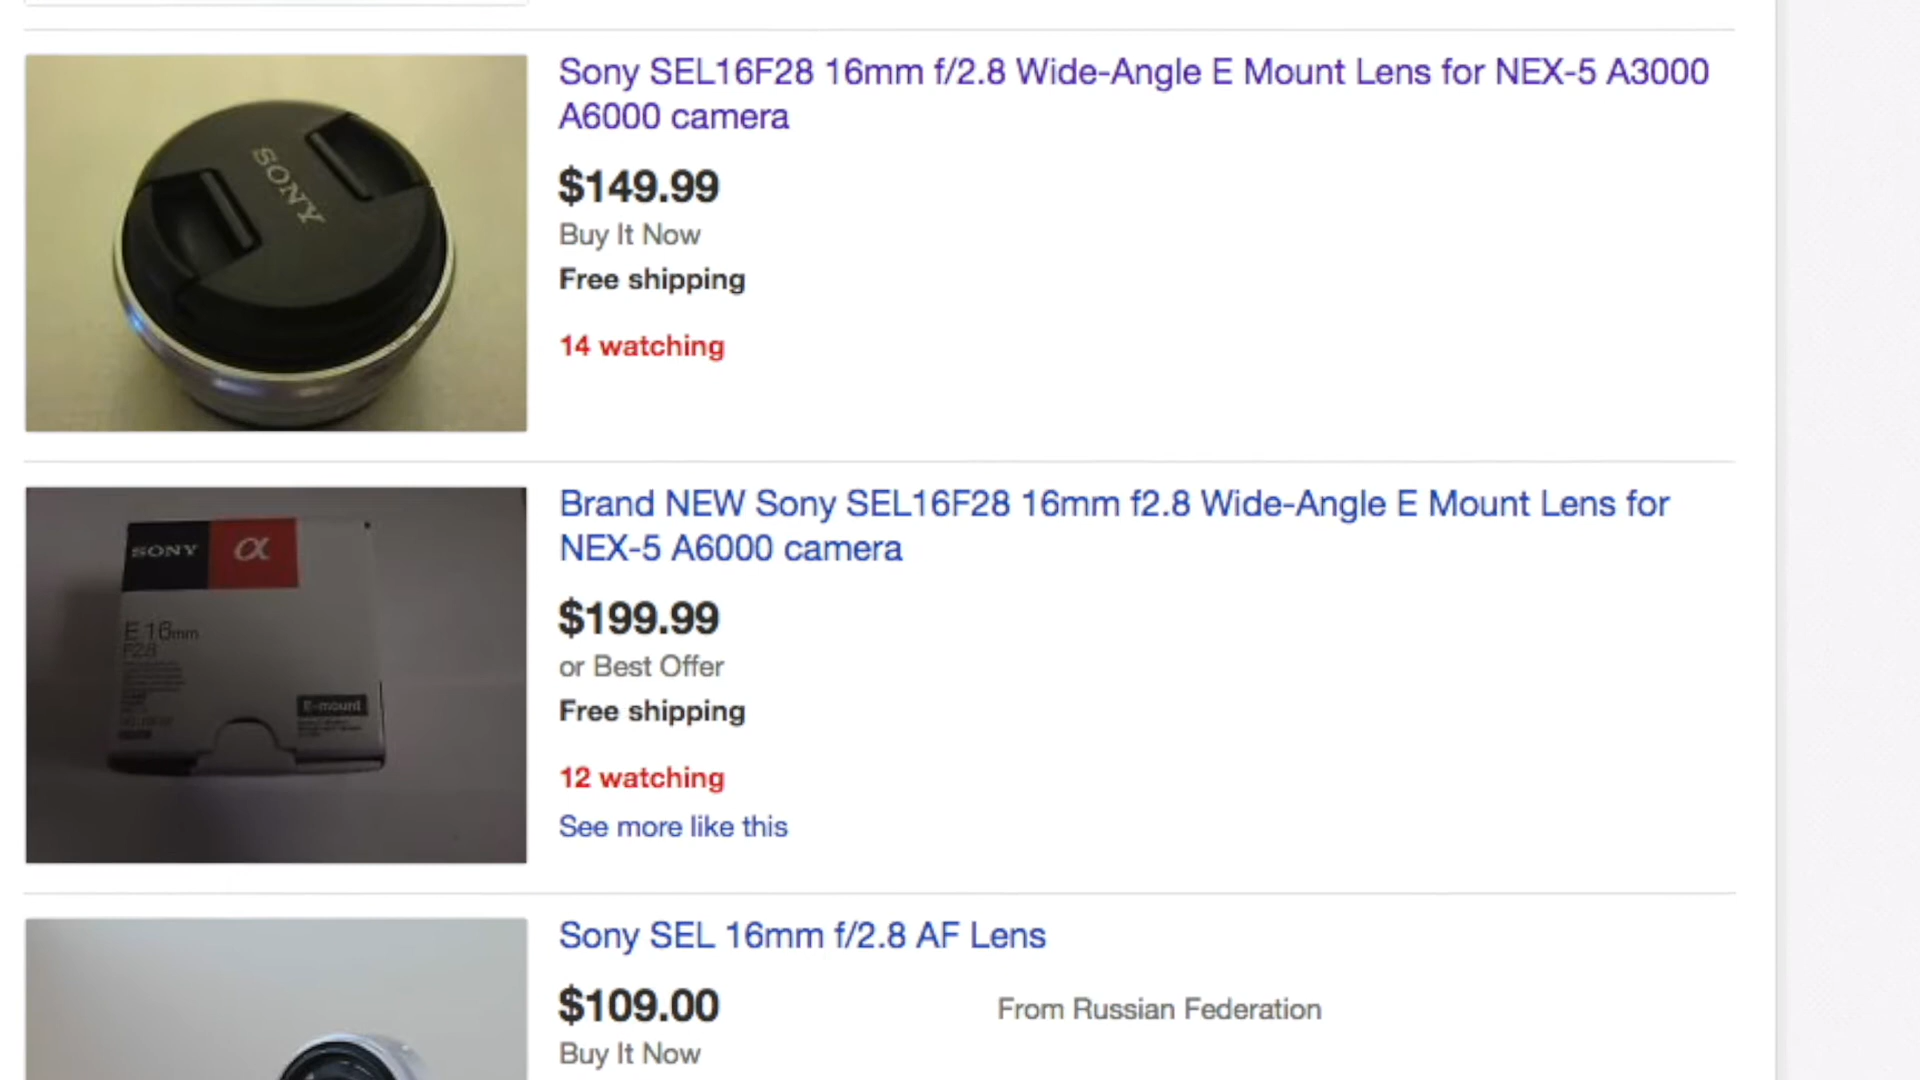 Sony SEL16F28 16mm f/2.8 Wide-Angle E Mount Lens for NEX-5 A3000
A6000 camera
SONY
$149.99
Buy It Now
Free shipping
14 watching
Brand NEW Sony SEL16F28 16mm f2.8 Wide-Angle E Mount Lens for
NEX-5 A6000 camera
SONY α
E 16mm
F2.8
E-mount
$199.99
or Best Offer
Free shipping
12 watching
See more like this
Sony SEL 16mm f/2.8 AF Lens
$109.00
From Russian Federation
Buy It Now